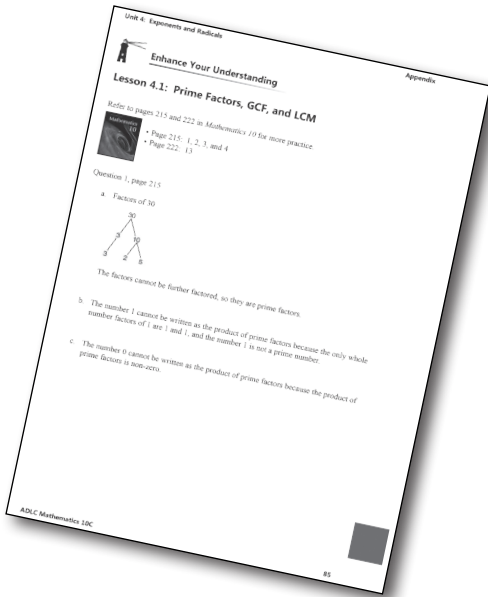 Unit 4: Exponents and Radicals
Appendix
Enhance Your Understanding
Lesson 4.1: Prime Factors, GCF, and LCM
Refer to pages 215 and 222 in Mathematics 10 for more practice.
Mathematics
10
• Page 215: 1, 2, 3, and 4
• Page 222: 13
Question 1, page 215
a. Factors of 30
30
3 10
3 2 5
The factors cannot be further factored, so they are prime factors.
b. The number 1 cannot be written as the product of prime factors because the only whole
number factors of 1 are 1 and 1, and the number 1 is not a prime number.
c. The number 0 cannot be written as the product of prime factors because the product of
prime factors is non-zero.
ADLC Mathematics 10C
85